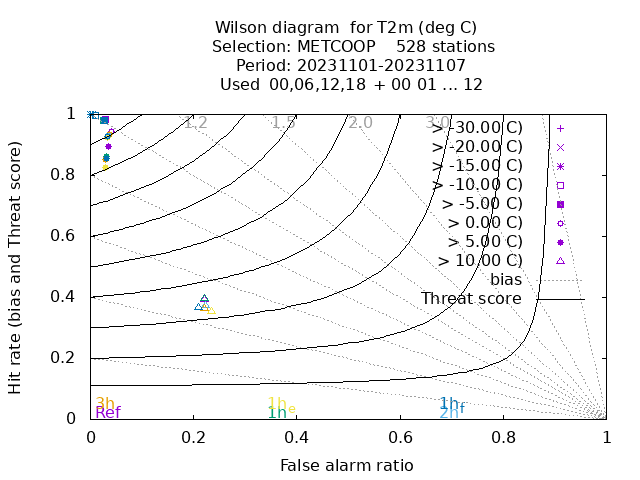 Wilson diagram  for T2m (deg C)
Selection: METCOOP    528 stations
Period: 20231101-20231107
Used  00,06,12,18 + 00 01 ... 12
Hit rate (bias and Threat score)
1
0.8
0.6
0.4
0.2
0
1.2
1.5
2.0
3.0
> -30.00 C)
> -20.00 C)
> -15.00 C)
> -10.00 C)
> -5.00 C)
> 0.00 C)
> 5.00 C)
> 10.00 C)
bias
Threat score
3h
1h_e
1h_f
Ref
1h
2h
0 0.2 0.4 0.6 0.8 1
False alarm ratio